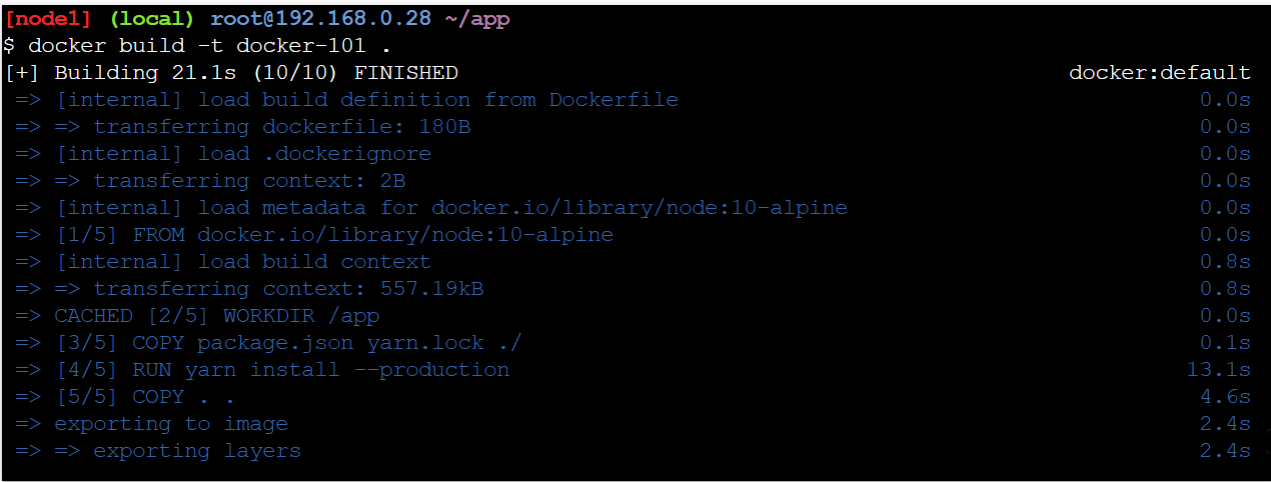 [node1] (local) root@192.168.0.28 ~/app
$ docker build -t docker-101 .
[+] Building 21.1s (10/10) FINISHED docker:default
=> [internal] load build definition from Dockerfile 0.0s
=> => transferring dockerfile: 180B 0.0s
=> [internal] load .dockerignore 0.0s
=> => transferring context: 2B 0.0s
=> [internal] load metadata for docker.io/library/node:10-alpine 0.0s
=> [1/5] FROM docker.io/library/node:10-alpine 0.0s
=> [internal] load build context 0.8s
=> => transferring context: 557.19kB 0.8s
=> CACHED [2/5] WORKDIR /app 0.0s
=> [3/5] COPY package.json yarn.lock ./ 0.1s
=> [4/5] RUN yarn install --production 13.1s
=> [5/5] COPY . . 4.6s
=> exporting to image 2.4s
=> => exporting layers 2.4s